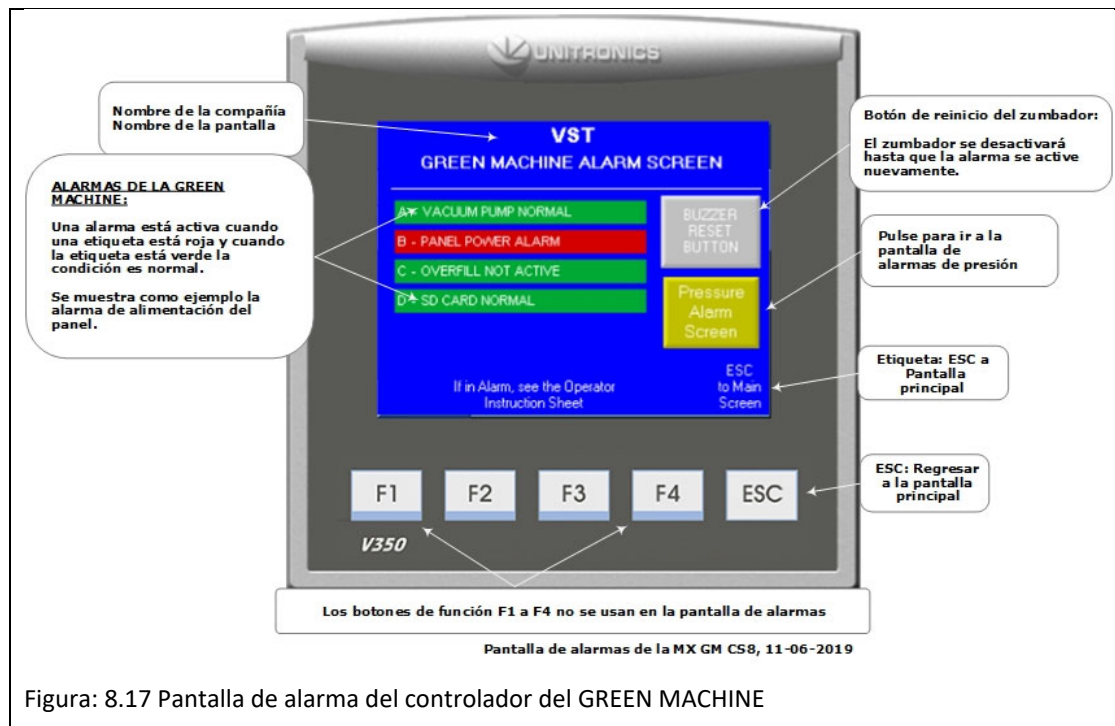 UNITRONICS
Nombre de la compañía
Nombre de la pantalla
ALARMAS DE LA GREEN
MACHINE:
Una alarma está activa cuando
una etiqueta está roja y cuando
la etiqueta está verde la
condición es normal.
Se muestra como ejemplo la
alarma de alimentación del
panel.
VST
GREEN MACHINE ALARM SCREEN
A - VACUUM PUMP NORMAL
B - PANEL POWER ALARM
C - OVERFILL NOT ACTIVE
D - SD CARD NORMAL
BUZZER
RESET
BUTTON
Pressure
Alarm
Screen
If in Alarm, see the Operator
Instruction Sheet
ESC
to Main
Screen
Botón de reinicio del zumbador:
El zumbador se desactivará
hasta que la alarma se active
nuevamente.
Pulse para ir a la
pantalla de
alarmas de presión
Etiqueta: ESC a
Pantalla
principal
ESC: Regresar
a la pantalla
principal
F1 F2 F3 F4 ESC
V350
Los botones de función F1 a F4 no se usan en la pantalla de alarmas
Pantalla de alarmas de la MX GM CS8, 11-06-2019
Figura: 8.17 Pantalla de alarma del controlador del GREEN MACHINE